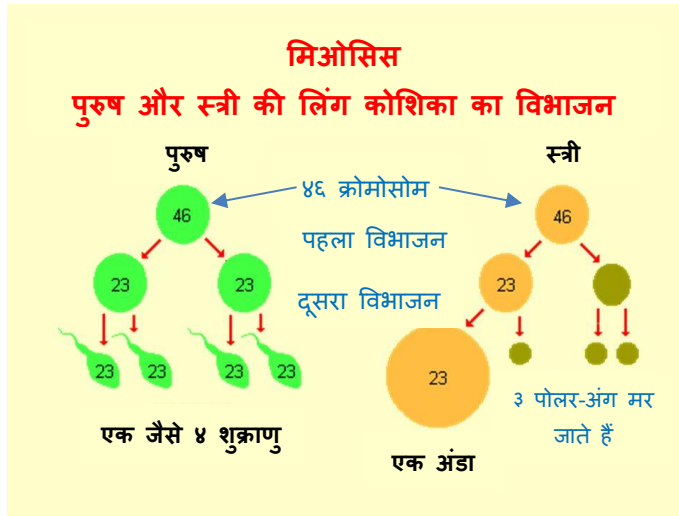 मिओसिस
पुरुष और स्त्री की लिंग कोशिका का विभाजन
पुरुष
स्त्री
४६ क्रोमोसोम
46
46
पहला विभाजन
23
23
23
दूसरा विभाजन
23
23
23
23
23
३ पोलर-अंग मर
जाते हैं
एक जैसे ४ शुक्राणु
एक अंडा